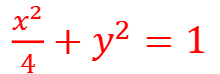 x²/4 + y² = 1